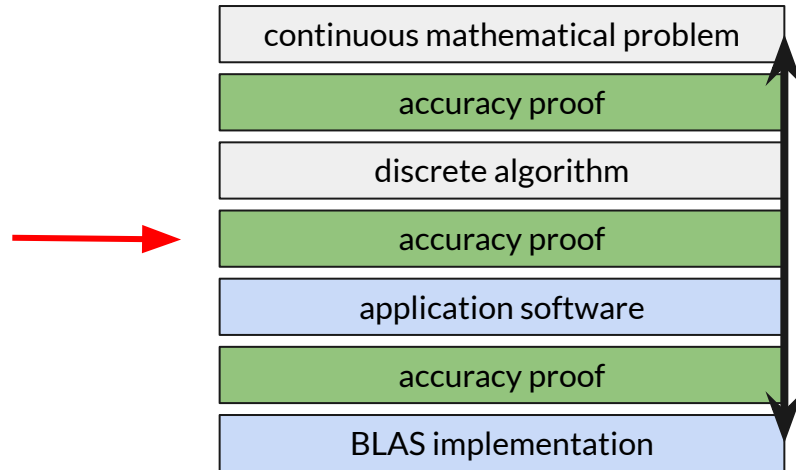 continuous mathematical problem
accuracy proof
discrete algorithm
accuracy proof
application software
accuracy proof
BLAS implementation